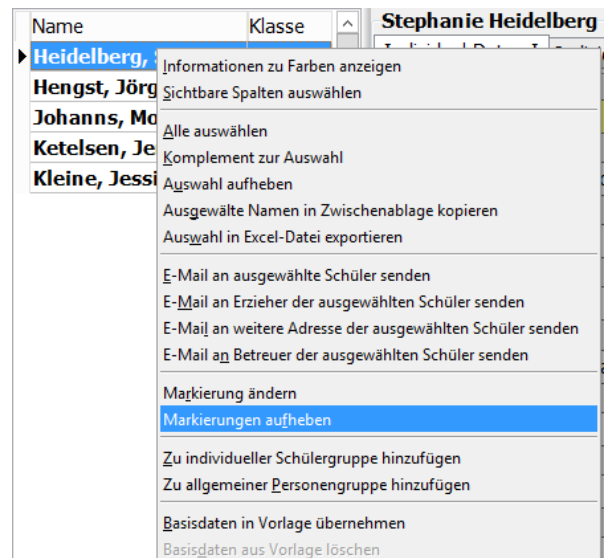 Name Klasse
Stephanie Heidelberg
Heidelberg,
Hengst, Jörg
Johanns, Mo
Ketelsen, Je
Kleine, Jessi
Informationen zu Farben anzeigen
Sichtbare Spalten auswählen
Alle auswählen
Komplement zur Auswahl
Auswahl aufheben
Ausgewälte Namen in Zwischenablage kopieren
Auswahl in Excel-Datei exportieren
E-Mail an ausgewählte Schüler senden
E-Mail an Erzieher der ausgewählten Schüler senden
E-Mail an weitere Adresse der ausgewählten Schüler senden
E-Mail an Betreuer der ausgewählten Schüler senden
Markierung ändern
Markierungen aufheben
Zu individueller Schülergruppe hinzufügen
Zu allgemeiner Personengruppe hinzufügen
Basisdaten in Vorlage übernehmen
Basisdaten aus Vorlage löschen